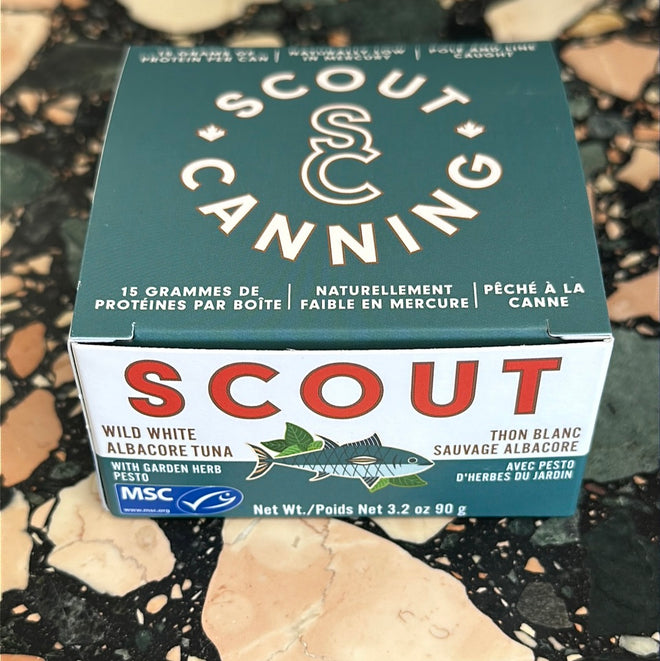 15 GRAMS OF PROTEIN PER CAN
NATURALLY LOW IN MERCURY
POLE AND LINE CAUGHT
SCOUT
SC
CANNING
15 GRAMMES DE
PROTÉINES PAR BOÎTE
NATURELLEMENT
FAIBLE EN MERCURE
PÊCHÉ À LA
CANNE
SCOUT
WILD WHITE
ALBACORE TUNA
THON BLANC
SAUVAGE ALBACORE
WITH GARDEN HERB
PESTO
AVEC PESTO
D'HERBES DU JARDIN
MSC
www.msc.org
Net Wt./Poids Net 3.2 oz 90 g